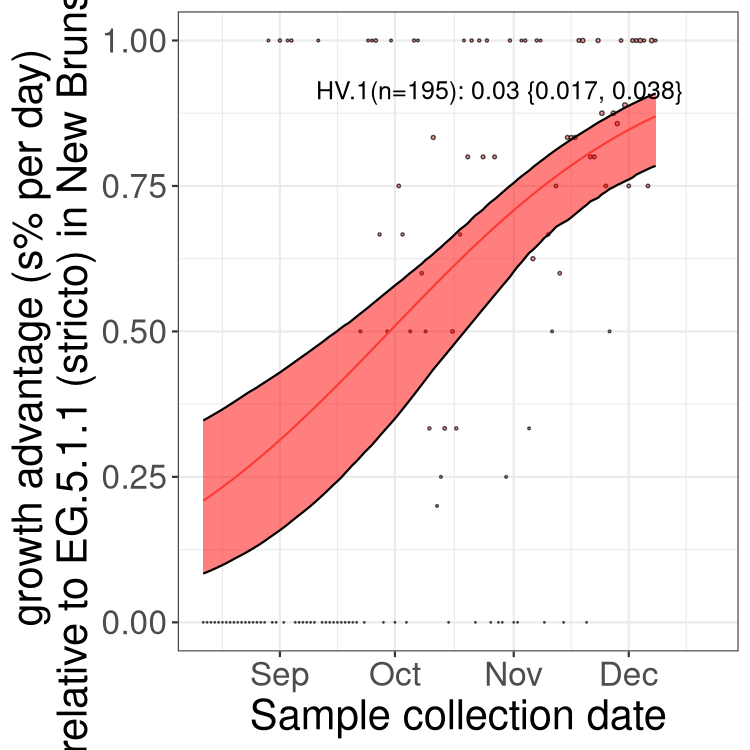 growth advantage (s% per day)
relative to EG.5.1.1 (stricto) in New
1.00
0.75
0.50
0.25
0.00
HV.1(n=195): 0.03 {0.017, 0.038}
Sep Oct Nov Dec
Sample collection date